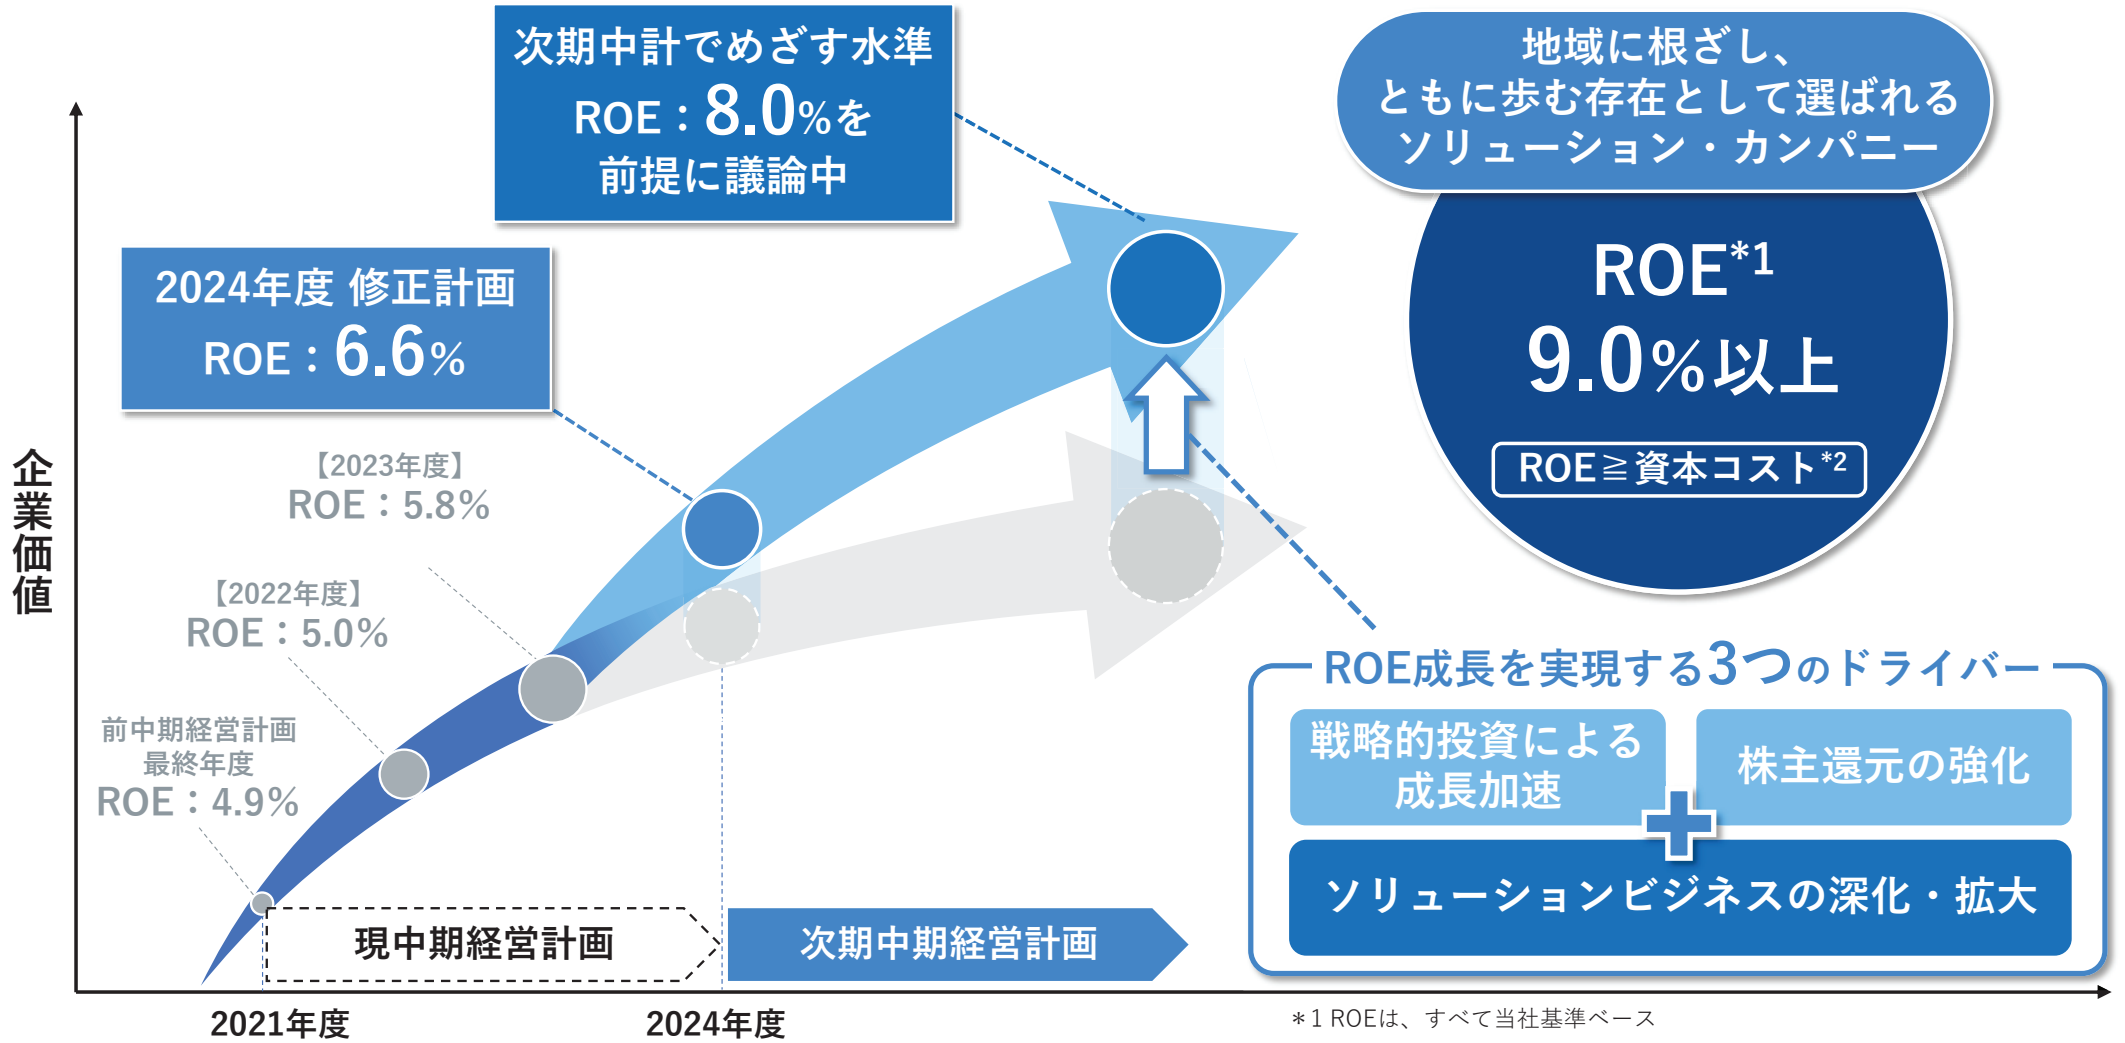 次期中計でめざす水準
ROE：8.0%を
前提に議論中
地域に根ざし、
ともに歩む存在として選ばれる
ソリューション・カンパニー
ROE*1
9.0%以上
ROE≧資本コスト*2
2024年度 修正計画
ROE：6.6%
企業価値
【2023年度】
ROE：5.8%
【2022年度】
ROE：5.0%
前中期経営計画
最終年度
ROE：4.9%
ROE成長を実現する3つのドライバー
戦略的投資による
成長加速
株主還元の強化
ソリューションビジネスの深化・拡大
現中期経営計画
次期中期経営計画
2021年度
2024年度
＊1 ROEは、すべて当社基準ベース